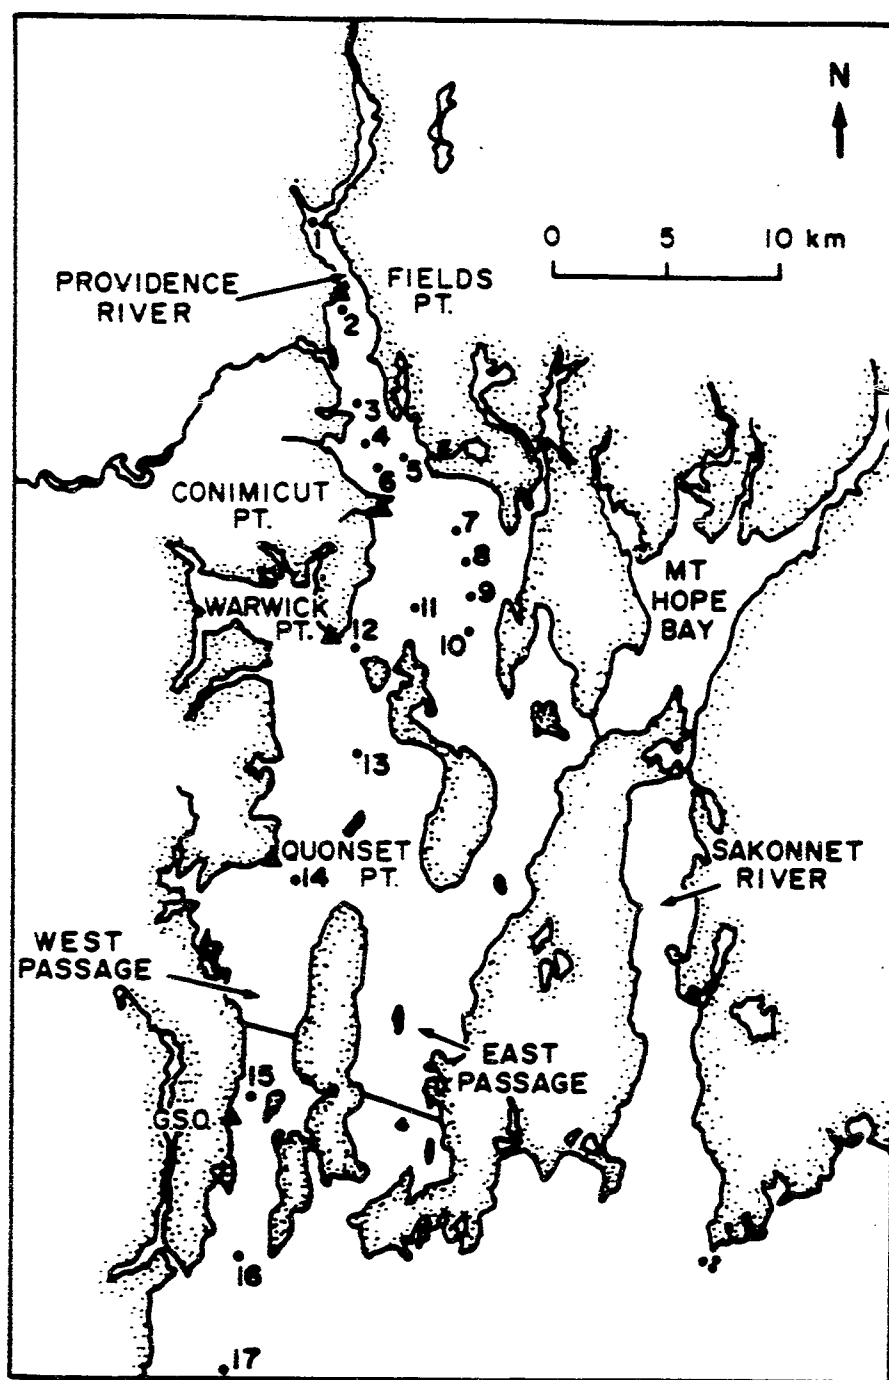 N
0 5 10 km
1
PROVIDENCE
RIVER
FIELDS
PT.
2
3
4
5
6
CONIMICUT
PT.
7
8
9
10
11
WARWICK
PT.
12
MT
HOPE
BAY
13
QUONSET
PT.
14
SAKONNET
RIVER
WEST
PASSAGE
EAST
PASSAGE
15
G.S.O.
16
17